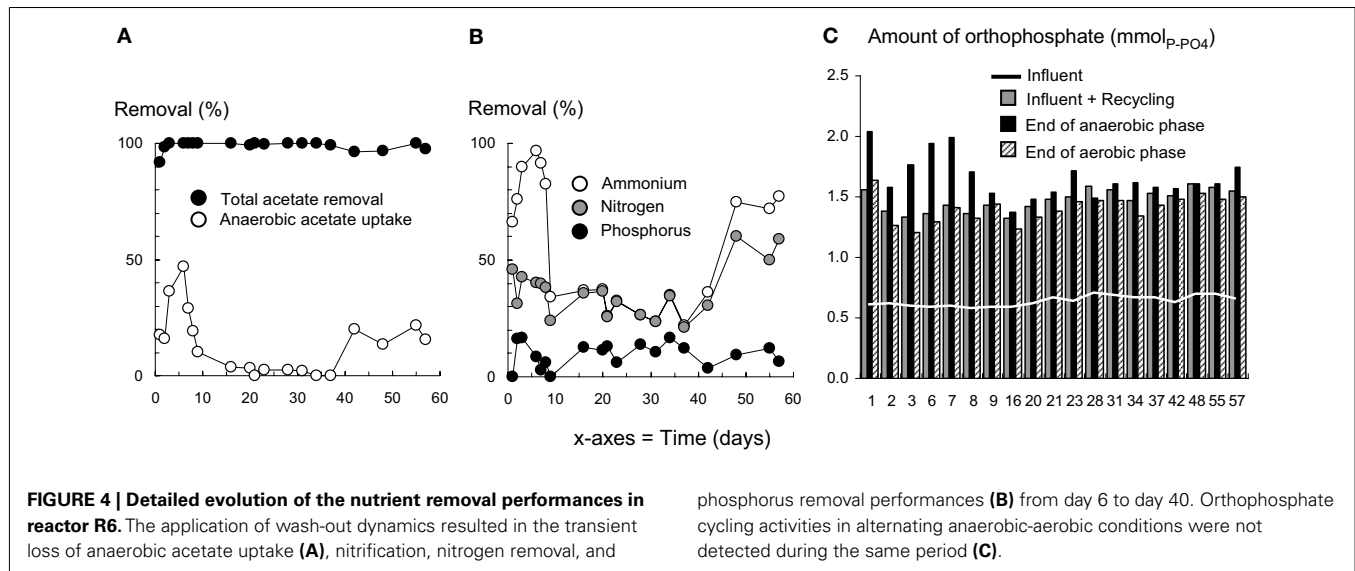 A
Removal (%)
100
50
0
Total acetate removal
Anaerobic acetate uptake
0 10 20 30 40 50 60
B
Removal (%)
100
50
0
Ammonium
Nitrogen
Phosphorus
0 10 20 30 40 50 60
x-axes = Time (days)
C Amount of orthophosphate (mmolP-PO4)
2.5
2.0
1.5
1.0
0.5
0.0
Influent
Influent + Recycling
End of anaerobic phase
End of aerobic phase
1 2 3 6 7 8 9 16 20 21 23 28 31 34 37 42 48 55 57
FIGURE 4 | Detailed evolution of the nutrient removal performances in
reactor R6. The application of wash-out dynamics resulted in the transient
loss of anaerobic acetate uptake (A), nitrification, nitrogen removal, and
phosphorus removal performances (B) from day 6 to day 40. Orthophosphate
cycling activities in alternating anaerobic-aerobic conditions were not
detected during the same period (C).